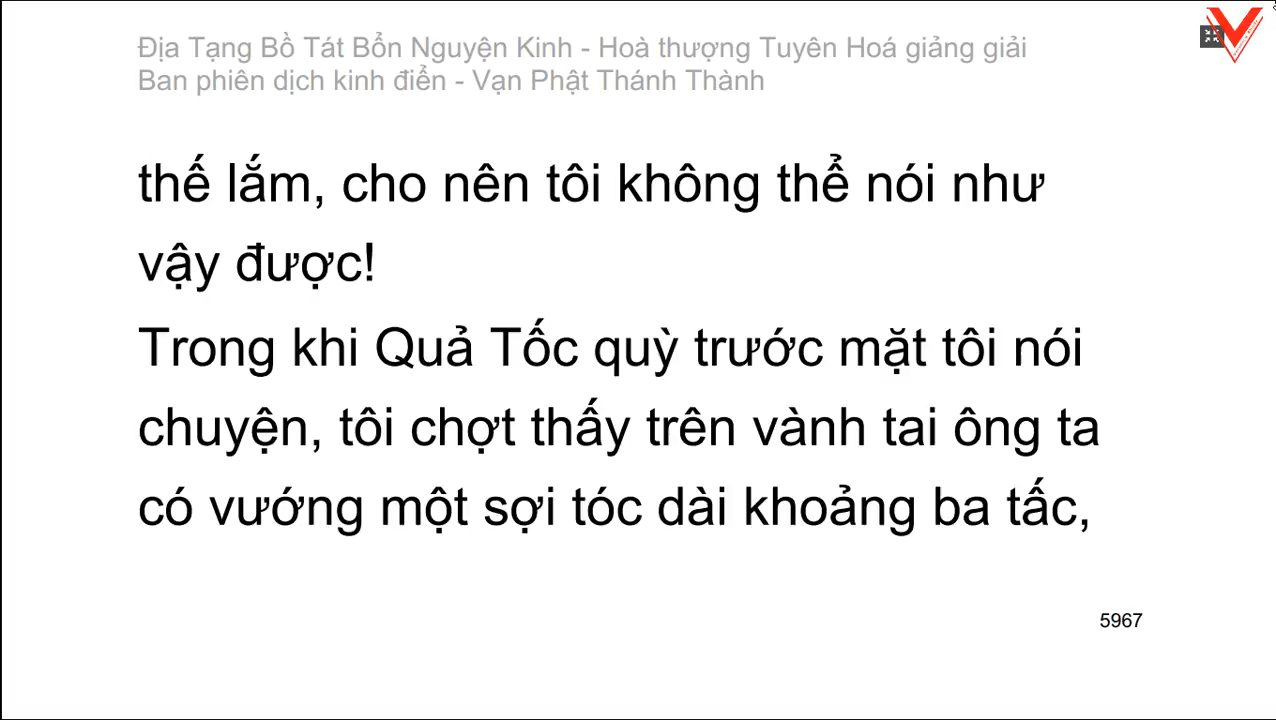 Địa Tạng Bồ Tát Bổn Nguyện Kinh - Hoà thượng Tuyên Hoá giảng giải
Ban phiên dịch kinh điển - Vạn Phật Thánh Thành
thế lắm, cho nên tôi không thể nói như
vậy được!
Trong khi Quả Tốc quỳ trước mặt tôi nói
chuyện, tôi chợt thấy trên vành tai ông ta
có vướng một sợi tóc dài khoảng ba tấc,
5967